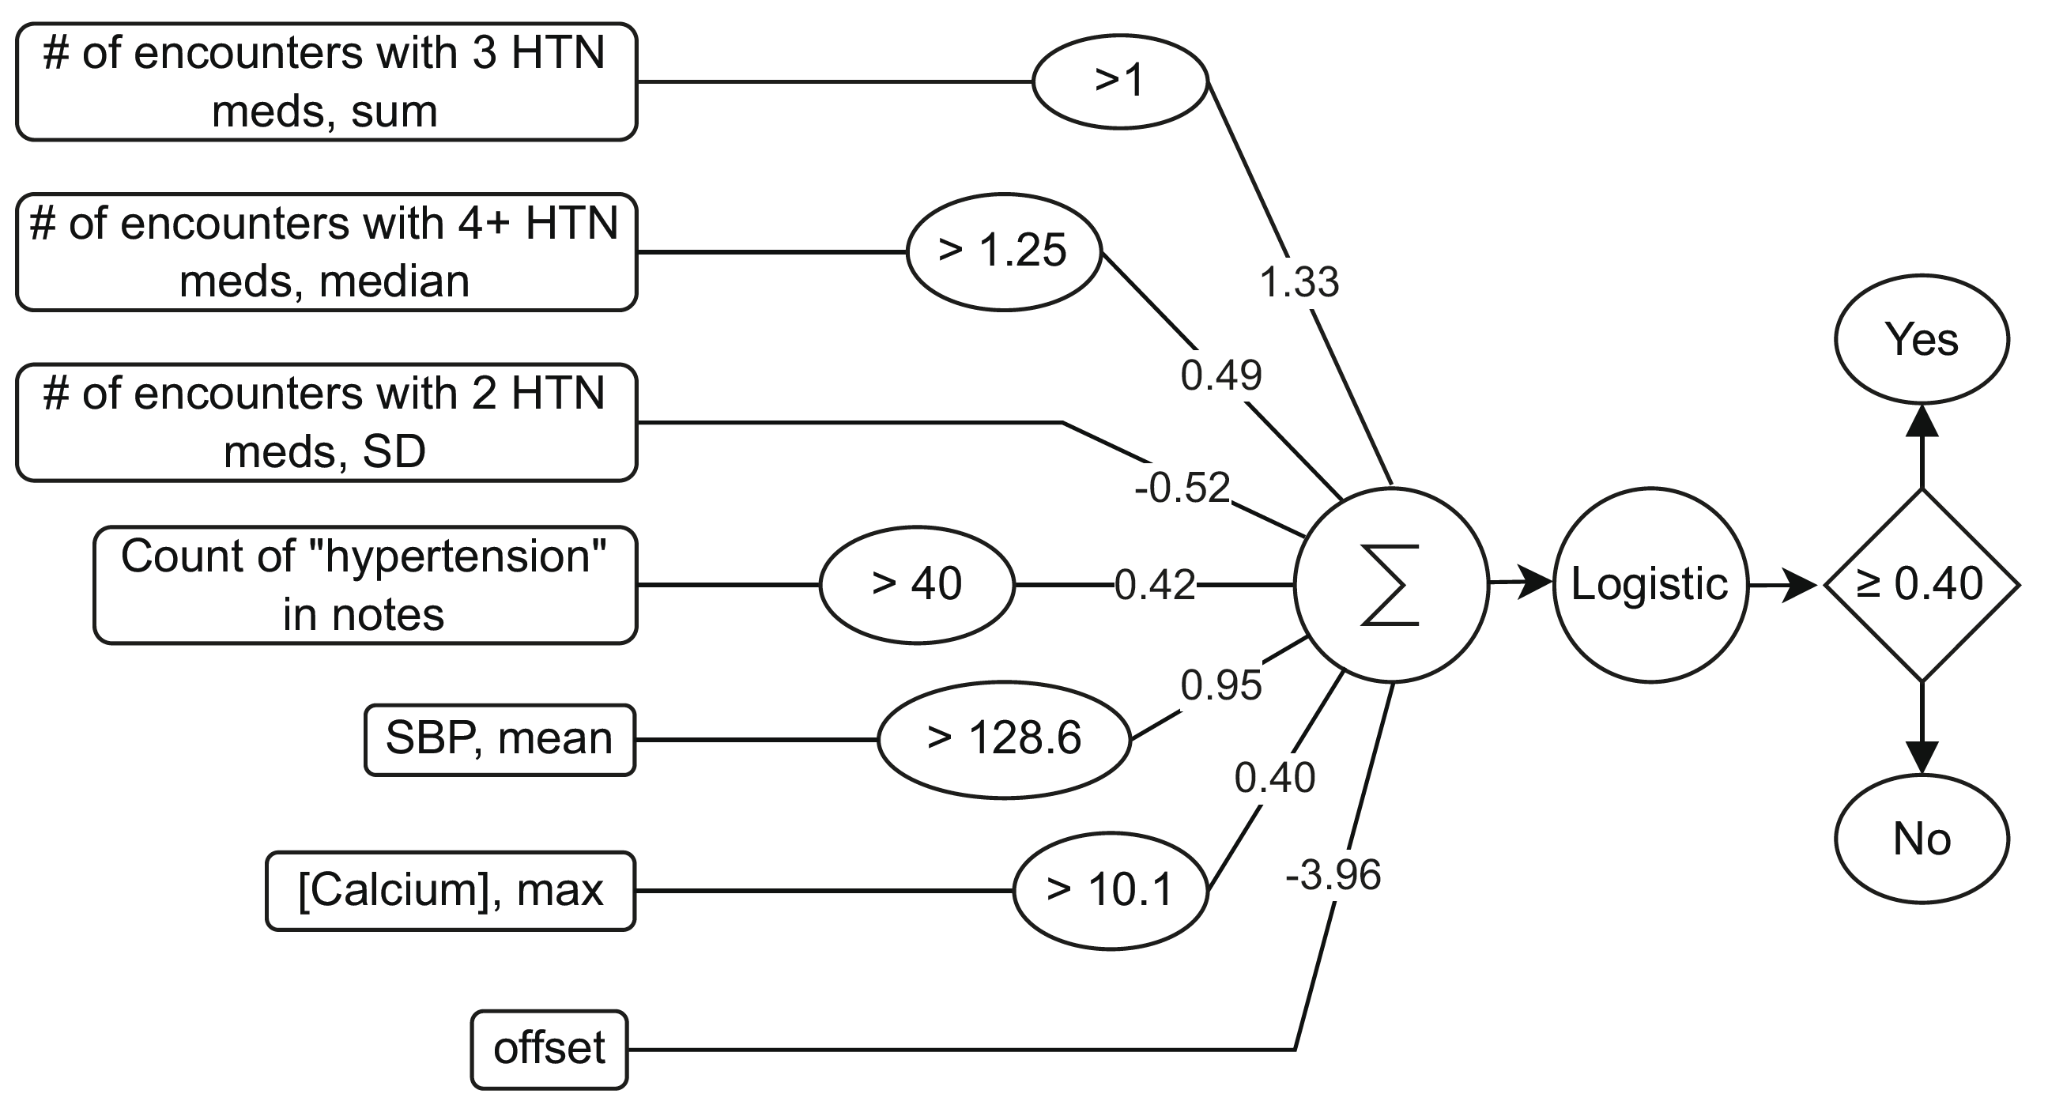 # of encounters with 3 HTN
meds, sum
>1
1.33
# of encounters with 4+ HTN
meds, median
> 1.25
0.49
# of encounters with 2 HTN
meds, SD
-0.52
Count of "hypertension"
in notes
> 40
0.42
SBP, mean
> 128.6
0.95
[Calcium], max
> 10.1
0.40
offset
-3.96
∑
Logistic
≥ 0.40
Yes
No